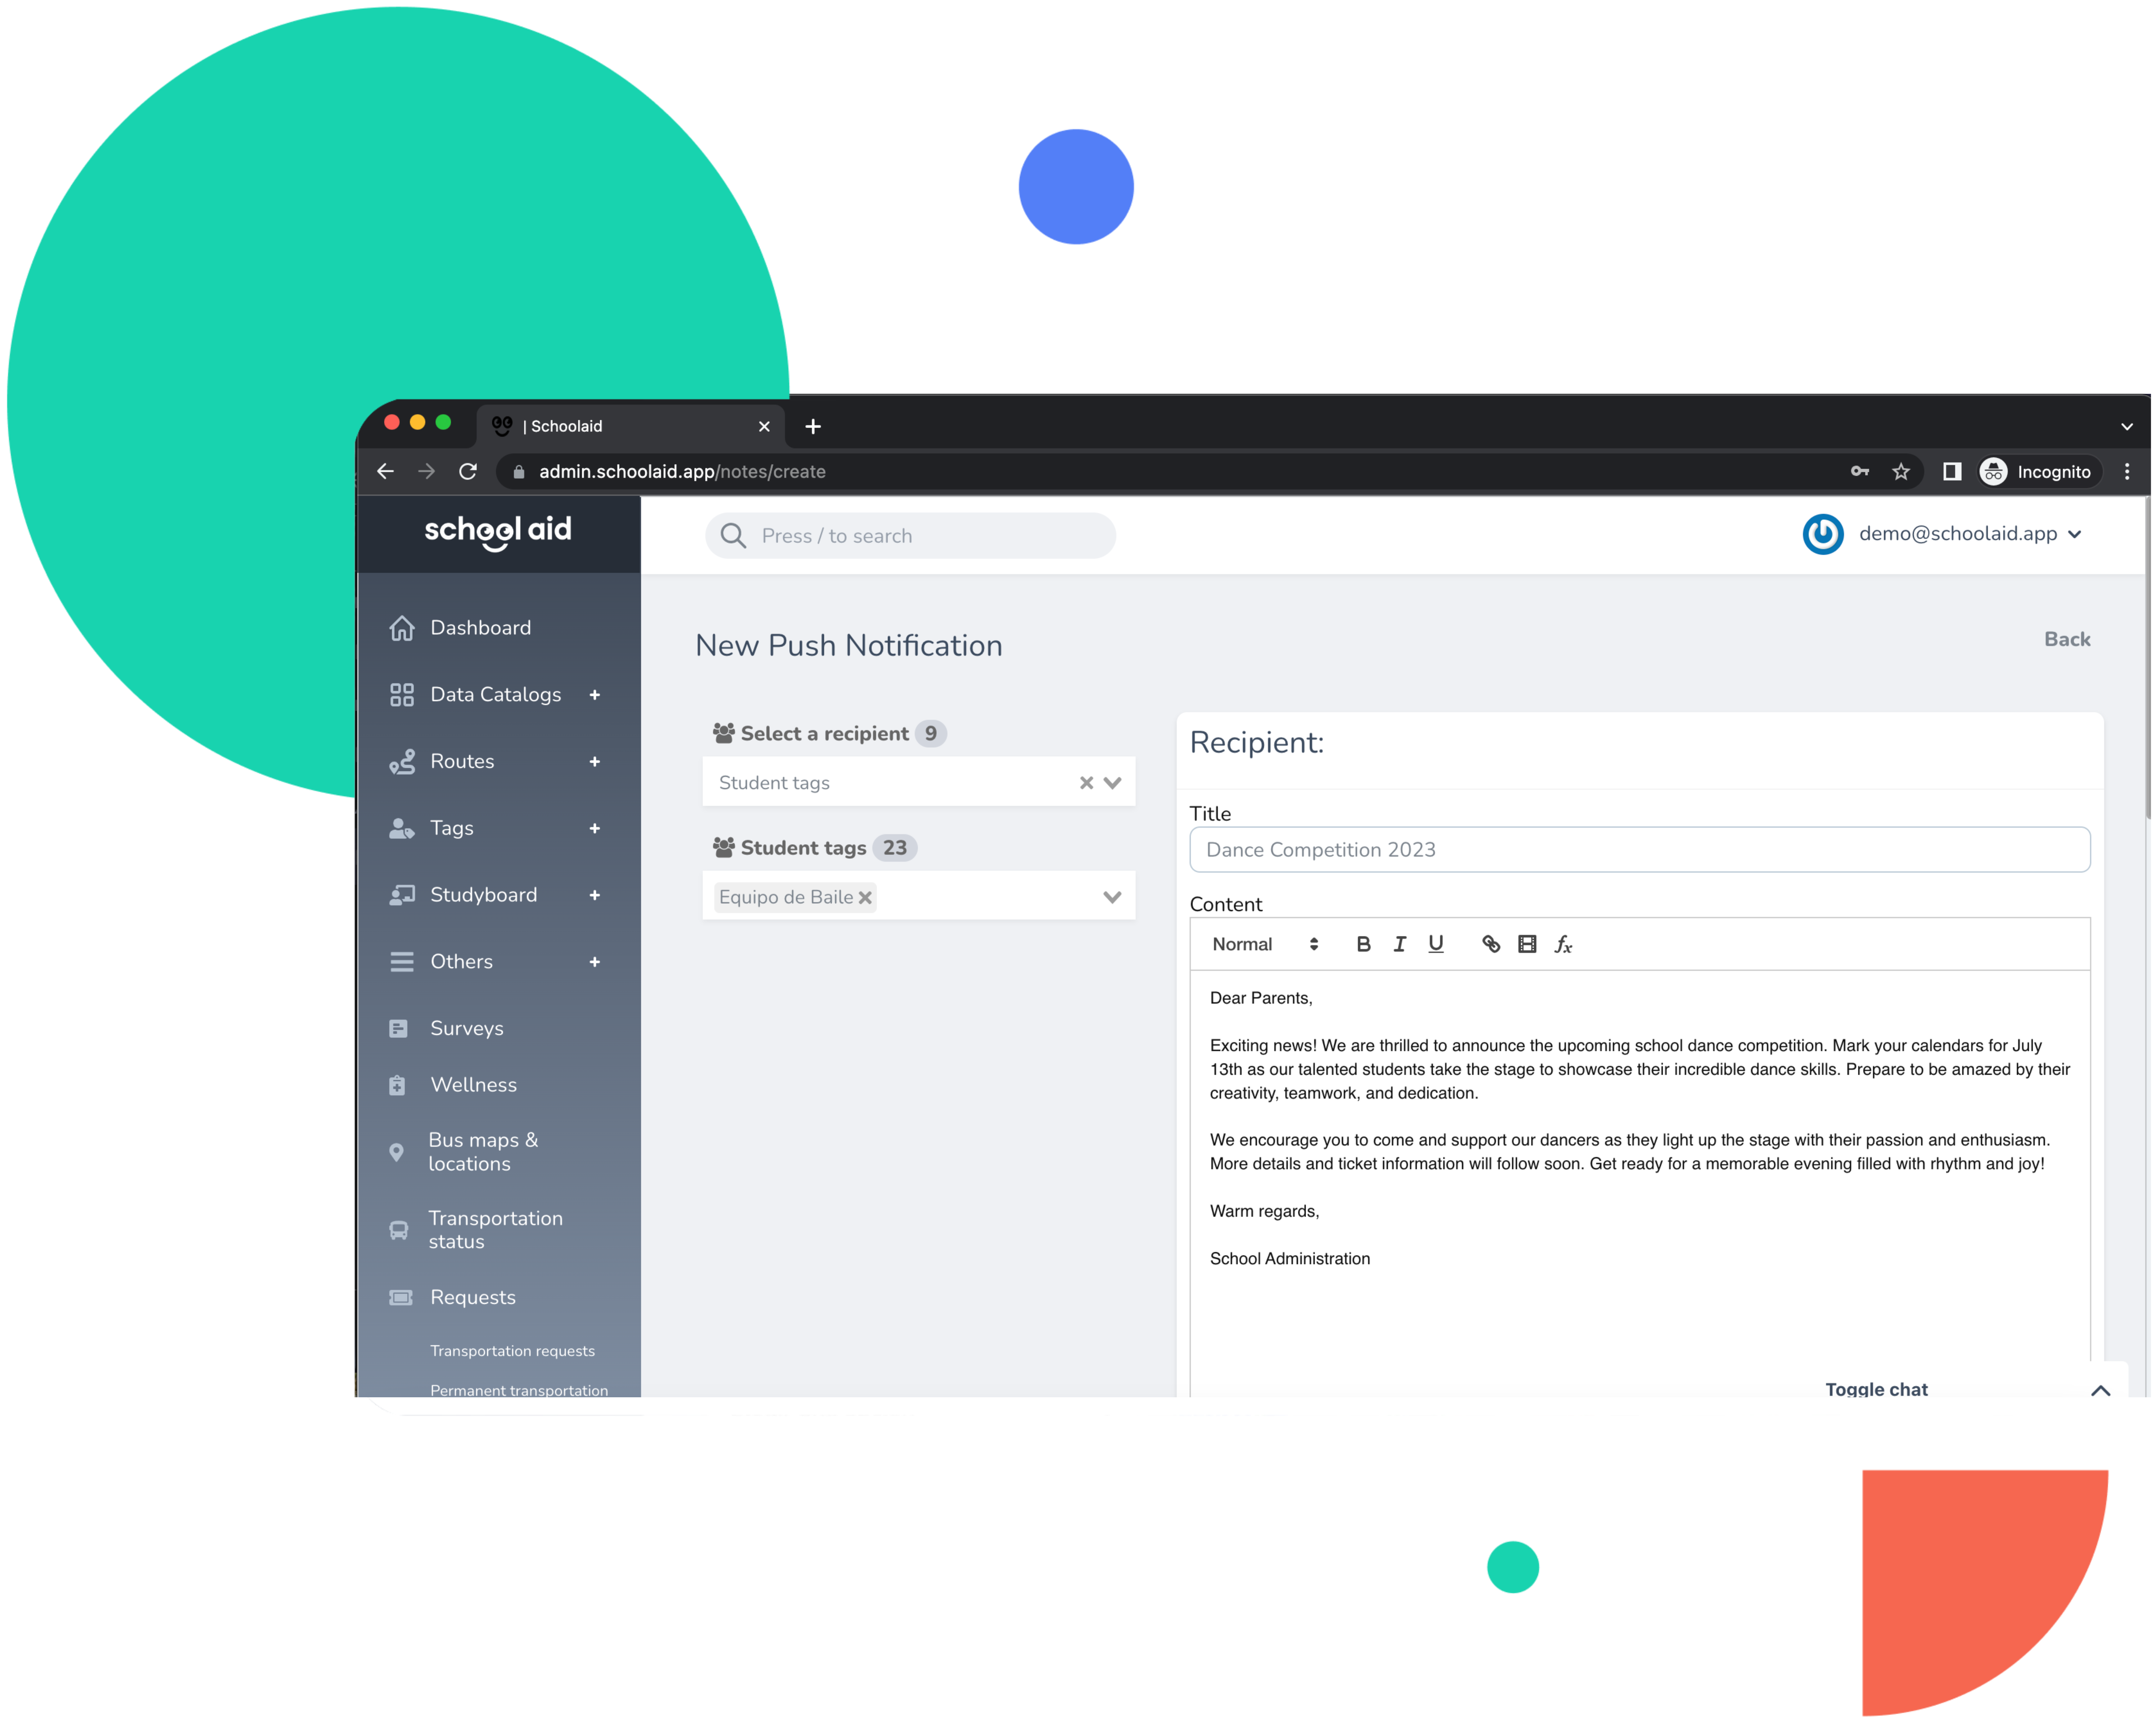 | Schoolaid
admin.schoolaid.app/notes/create
Incognito
school aid
Press / to search
demo@schoolaid.app
Dashboard
Data Catalogs +
Routes +
Tags +
Studyboard +
Others +
Surveys
Wellness
Bus maps &
locations
Transportation
status
Requests
Transportation requests
Permanent transportation
New Push Notification
Back
Select a recipient 9
Student tags
Student tags 23
Equipo de Baile
Recipient:
Title
Dance Competition 2023
Content
Normal B I U fx
Dear Parents,
Exciting news! We are thrilled to announce the upcoming school dance competition. Mark your calendars for July
13th as our talented students take the stage to showcase their incredible dance skills. Prepare to be amazed by their
creativity, teamwork, and dedication.
We encourage you to come and support our dancers as they light up the stage with their passion and enthusiasm.
More details and ticket information will follow soon. Get ready for a memorable evening filled with rhythm and joy!
Warm regards,
School Administration
Toggle chat